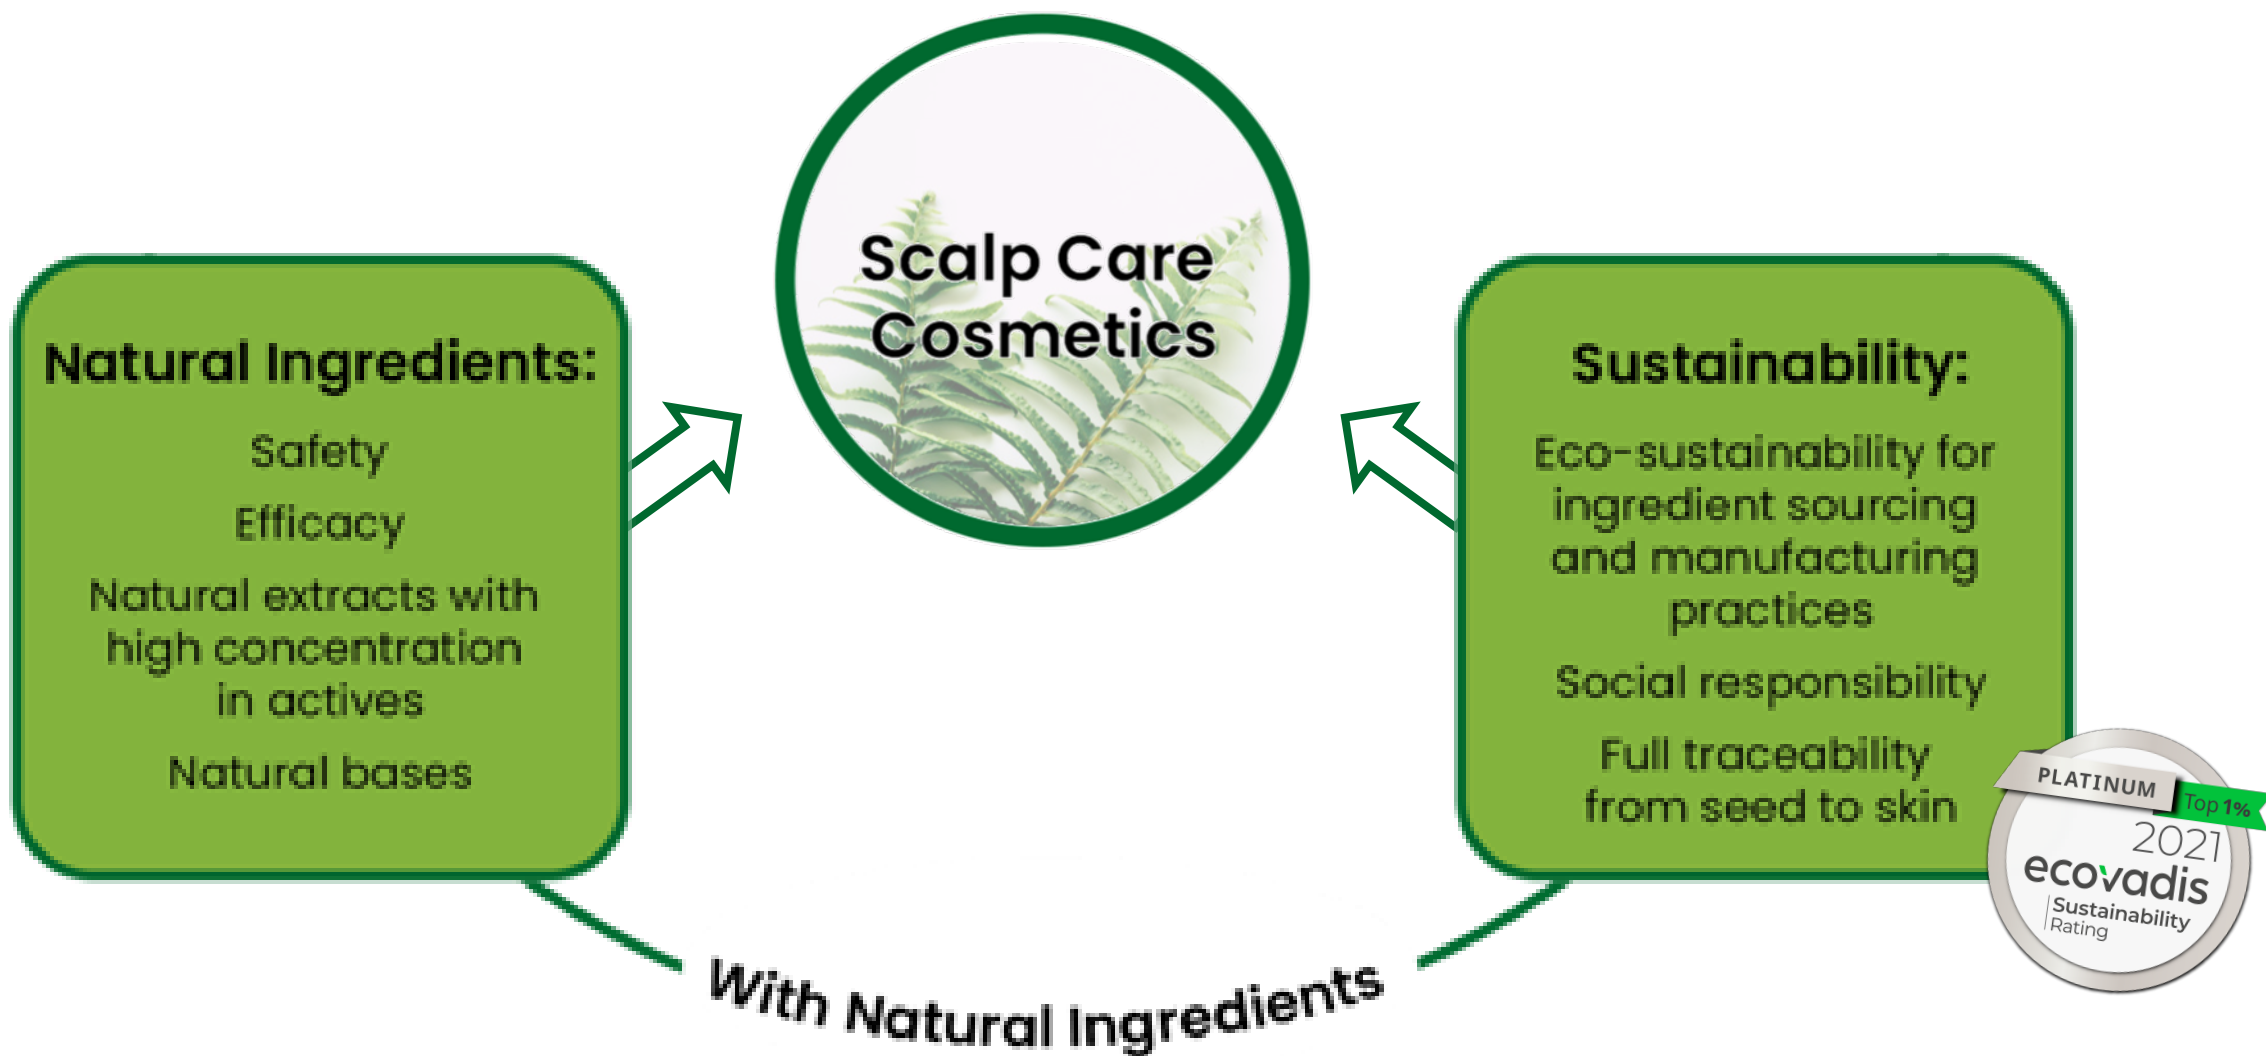 Scalp Care
Cosmetics
Natural Ingredients:
Safety
Efficacy
Natural extracts with
high concentration
in actives
Natural bases
Sustainability:
Eco-sustainability for
ingredient sourcing
and manufacturing
practices
Social responsibility
Full traceability
from seed to skin
PLATINUM
Top 1%
2021
ecovadis
Sustainability
Rating
With Natural Ingredients